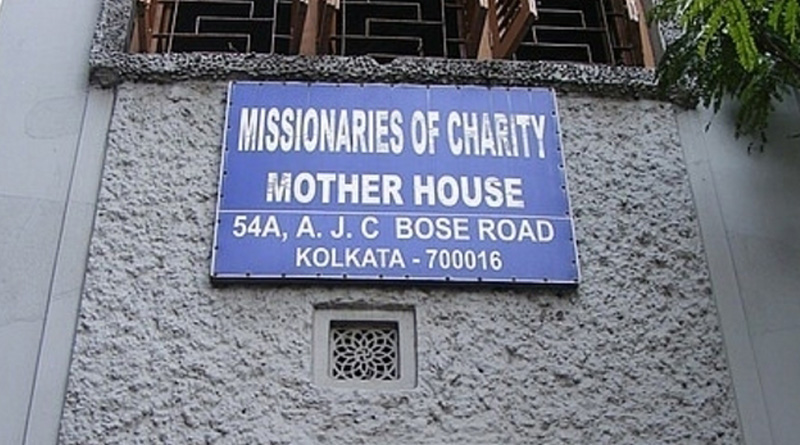 MISSIONARIES OF CHARITY
MOTHER HOUSE
54A, A. J. C BOSE ROAD
KOLKATA - 700016